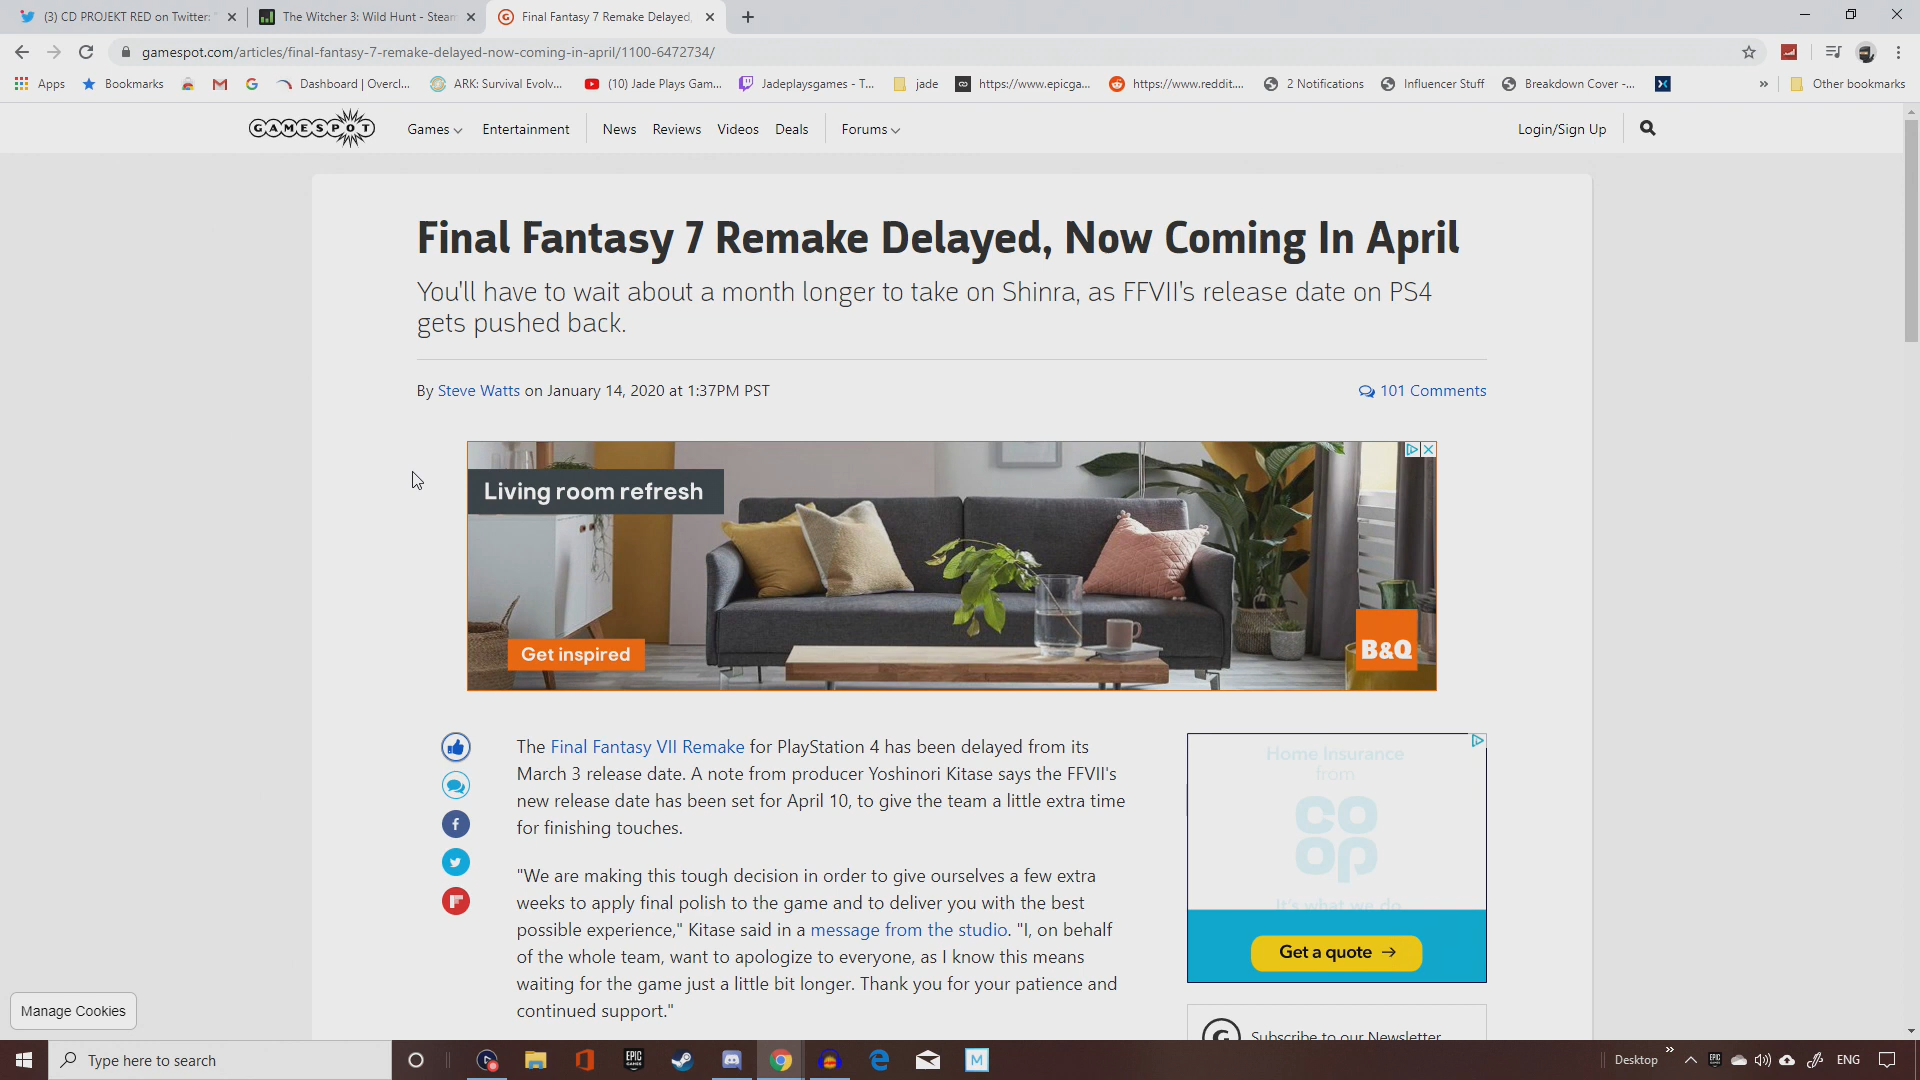 (3) CD PROJEKT RED on Twitter: "
The Witcher 3: Wild Hunt - Steam
Final Fantasy 7 Remake Delayed,
gamespot.com/articles/final-fantasy-7-remake-delayed-now-coming-in-april/1100-6472734/
Apps
Bookmarks
Dashboard | Overcl...
ARK: Survival Evolv...
(10) Jade Plays Gam...
Jadeplaysgames - T...
jade
https://www.epicga...
https://www.reddit....
2 Notifications
Influencer Stuff
Breakdown Cover -...
»
Other bookmarks
GAMESPOT
Games
Entertainment
News
Reviews
Videos
Deals
Forums
Login/Sign Up
Final Fantasy 7 Remake Delayed, Now Coming In April
You'll have to wait about a month longer to take on Shinra, as FFVII's release date on PS4
gets pushed back.
By Steve Watts on January 14, 2020 at 1:37PM PST
101 Comments
Living room refresh
Get inspired
B&Q
The Final Fantasy VII Remake for PlayStation 4 has been delayed from its
March 3 release date. A note from producer Yoshinori Kitase says the FFVII's
new release date has been set for April 10, to give the team a little extra time
for finishing touches.
"We are making this tough decision in order to give ourselves a few extra
weeks to apply final polish to the game and to deliver you with the best
possible experience," Kitase said in a message from the studio. "I, on behalf
of the whole team, want to apologize to everyone, as I know this means
waiting for the game just a little bit longer. Thank you for your patience and
continued support."
Home Insurance
from
CO
OP
It's what we do
Get a quote →
Subscribe to our Newsletter
Manage Cookies
Type here to search
EPIC
GAMES
M
Desktop
»
ENG